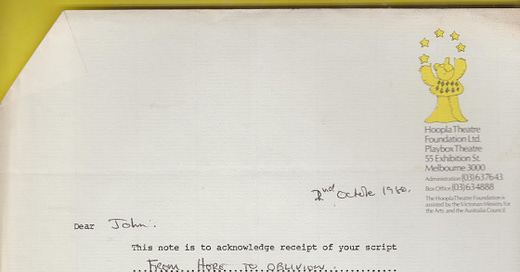 Hoopla Theatre
Foundation Ltd.
Playbox Theatre
55 Exhibition St.
Melbourne 3000
Administration (03)637643
Box Office (03)634888
The Hoopla Theatre Foundation is
assisted by the Victorian Ministry for
the Arts and the Australia Council.
2nd Octobe 1980.
Dear John.
This note is to acknowledge receipt of your script
FROM HOPE TO OBLIVION.